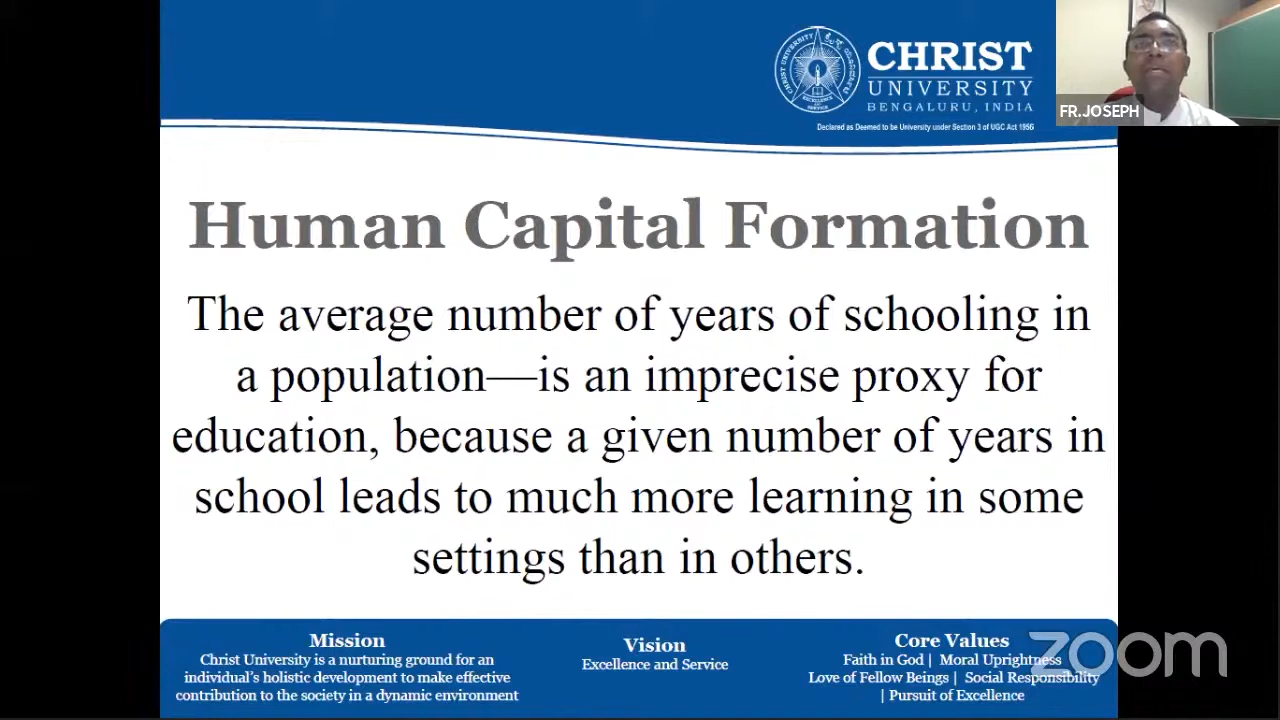 CHRIST
UNIVERSITY
BENGALURU, INDIA
Declared as Deemed to be University under Section 3 of UGC Act 1956
FR.JOSEPH
Human Capital Formation
The average number of years of schooling in
a population—is an imprecise proxy for
education, because a given number of years in
school leads to much more learning in some
settings than in others.
Mission
Christ University is a nurturing ground for an
individual's holistic development to make effective
contribution to the society in a dynamic environment
Vision
Excellence and Service
Core Values
Faith in God | Moral Uprightness
Love of Fellow Beings | Social Responsibility
| Pursuit of Excellence
zoom